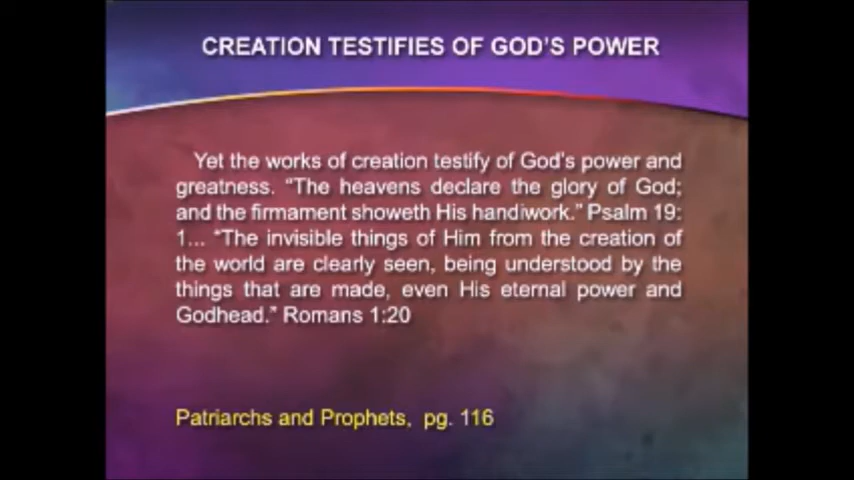 CREATION TESTIFIES OF GOD'S POWER
Yet the works of creation testify of God's power and
greatness. “The heavens declare the glory of God;
and the firmament showeth His handiwork.” Psalm 19:
1... “The invisible things of Him from the creation of
the world are clearly seen, being understood by the
things that are made, even His eternal power and
Godhead.” Romans 1:20
Patriarchs and Prophets, pg. 116